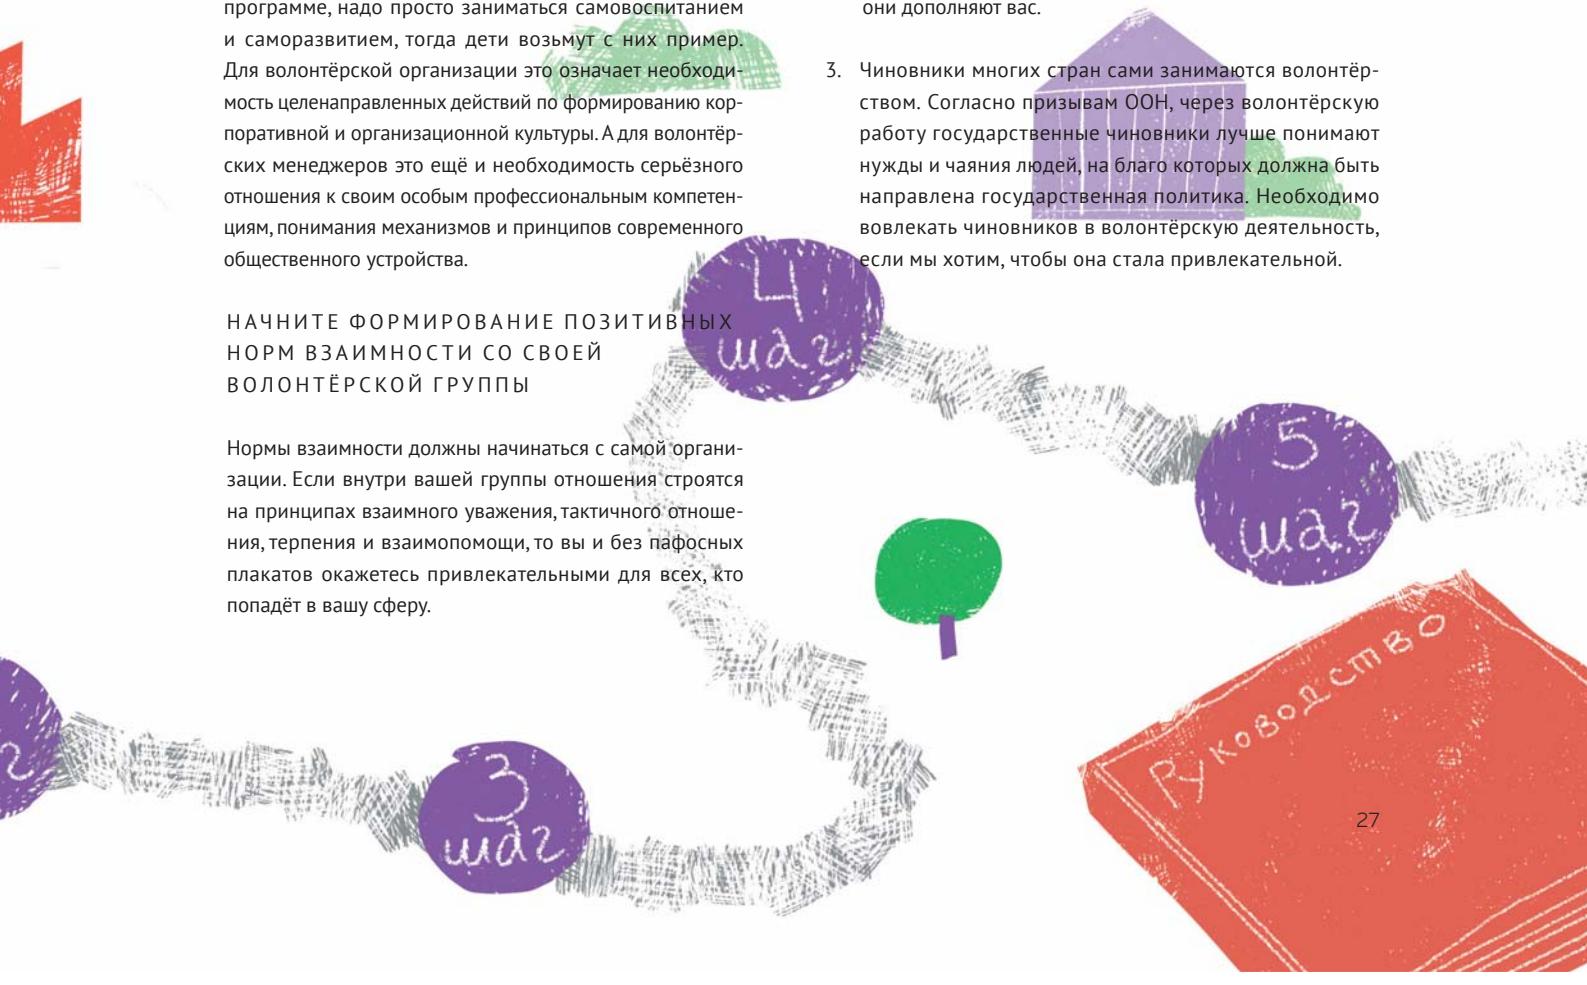 программе, надо просто заниматься самовоспитанием
и саморазвитием, тогда дети возьмут с них пример.
Для волонтёрской организации это означает необходи-
мость целенаправленных действий по формированию кор-
поративной и организационной культуры. А для волонтёр-
ских менеджеров это ещё и необходимость серьёзного
отношения к своим особым профессиональным компетен-
циям, понимания механизмов и принципов современного
общественного устройства.
НАЧНИТЕ ФОРМИРОВАНИЕ ПОЗИТИВНЫХ
НОРМ ВЗАИМНОСТИ СО СВОЕЙ
ВОЛОНТЁРСКОЙ ГРУППЫ
Нормы взаимности должны начинаться с самой органи-
зации. Если внутри вашей группы отношения строятся
на принципах взаимного уважения, тактичного отноше-
ния, терпения и взаимопомощи, то вы и без пафосных
плакатов окажетесь привлекательными для всех, кто
попадёт в вашу сферу.
они дополняют вас.
3. Чиновники многих стран сами занимаются волонтёр-
ством. Согласно призывам ООН, через волонтёрскую
работу государственные чиновники лучше понимают
нужды и чаяния людей, на благо которых должна быть
направлена государственная политика. Необходимо
вовлекать чиновников в волонтёрскую деятельность,
если мы хотим, чтобы она стала привлекательной.
г
3
шаг
4
шаг
5
шаг
Руководство
27